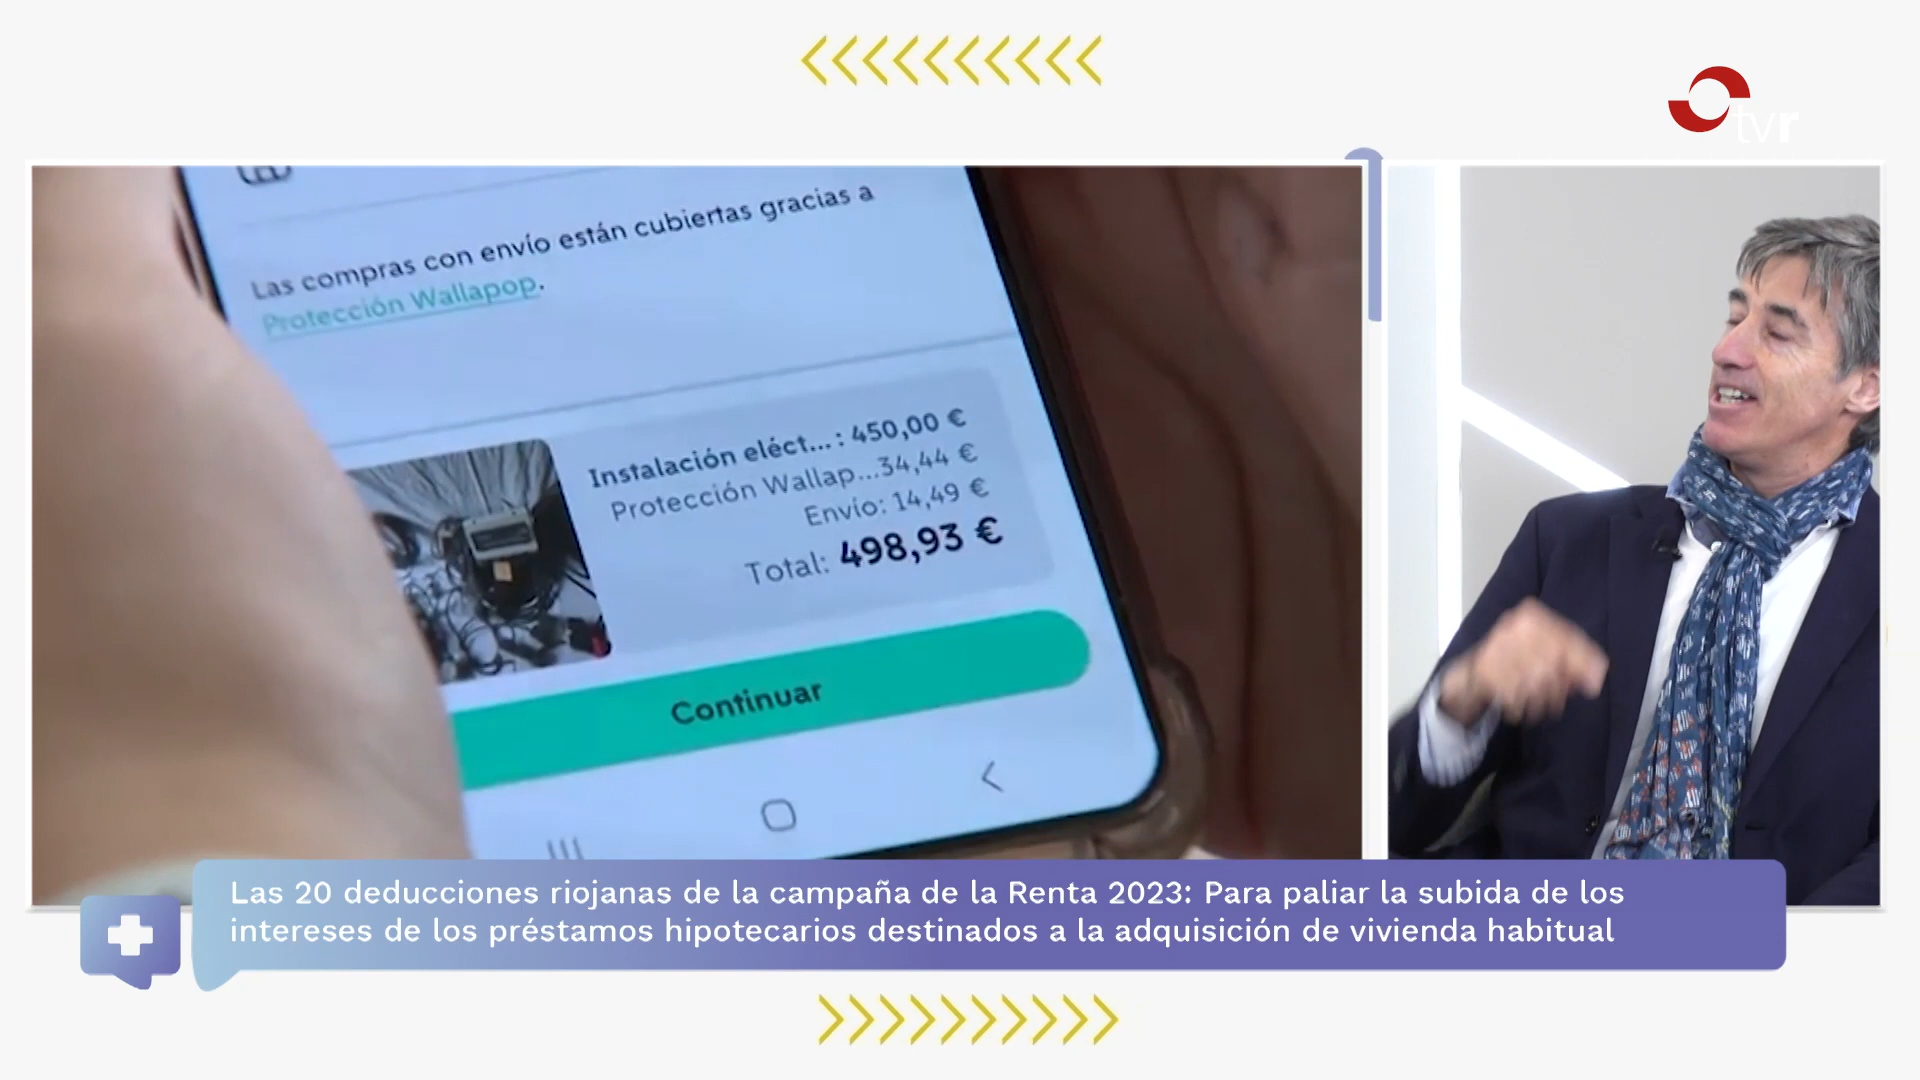 tvr
Las compras con envío están cubiertas gracias a
Protección Wallapop.
Instalación eléct...: 450,00 €
Protección Wallap...34,44 €
Envío: 14,49 €
Total: 498,93 €
Continuar
Las 20 deducciones riojanas de la campaña de la Renta 2023: Para paliar la subida de los
intereses de los préstamos hipotecarios destinados a la adquisición de vivienda habitual